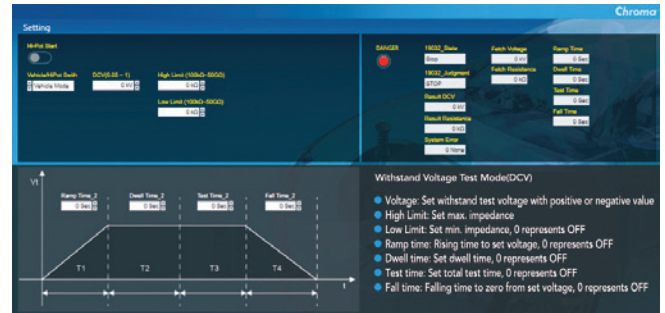 Chroma
Setting
Hi-Pot Start
Vehicle/HiPot Swith
Vehicle Mode
DCV(0.05 ~ 1)
0 kV
High Limit (100kΩ~50GΩ)
0 kΩ
Low Limit (100kΩ~50GΩ)
0 kΩ
DANGER
19032_State
Stop
19032_Judgment
STOP
Result DCV
0 kV
Result Resistance
0 kΩ
System Error
0 None
Fetch Voltage
0 kV
Fetch Resistance
0 kΩ
Ramp Time
0 Sec
Dwell Time
0 Sec
Test Time
0 Sec
Fall Time
0 Sec
Vt
Ramp Time_2
0 Sec
Dwell Time_2
0 Sec
Test Time_2
0 Sec
Fall Time_2
0 Sec
T1
T2
T3
T4
t
Withstand Voltage Test Mode(DCV)
Voltage: Set withstand test voltage with positive or negative value
High Limit: Set max. impedance
Low Limit: Set min. impedance, 0 represents OFF
Ramp time: Rising time to set voltage, 0 represents OFF
Dwell time: Set dwell time, 0 represents OFF
Test time: Set total test time, 0 represents OFF
Fall time: Falling time to zero from set voltage, 0 represents OFF